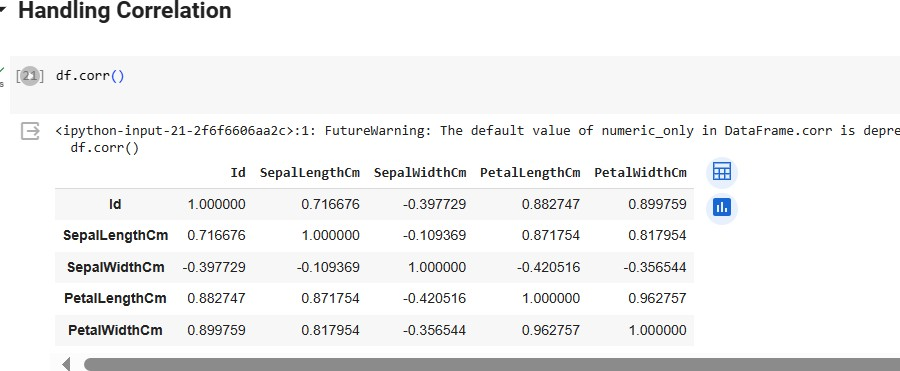 Handling Correlation
[21] df.corr()
<ipython-input-21-2f6f6606aa2c>:1: FutureWarning: The default value of numeric_only in DataFrame.corr is depre
df.corr()
Id SepalLengthCm SepalWidthCm PetalLengthCm PetalWidthCm
Id 1.000000 0.716676 -0.397729 0.882747 0.899759
SepalLengthCm 0.716676 1.000000 -0.109369 0.871754 0.817954
SepalWidthCm -0.397729 -0.109369 1.000000 -0.420516 -0.356544
PetalLengthCm 0.882747 0.871754 -0.420516 1.000000 0.962757
PetalWidthCm 0.899759 0.817954 -0.356544 0.962757 1.000000